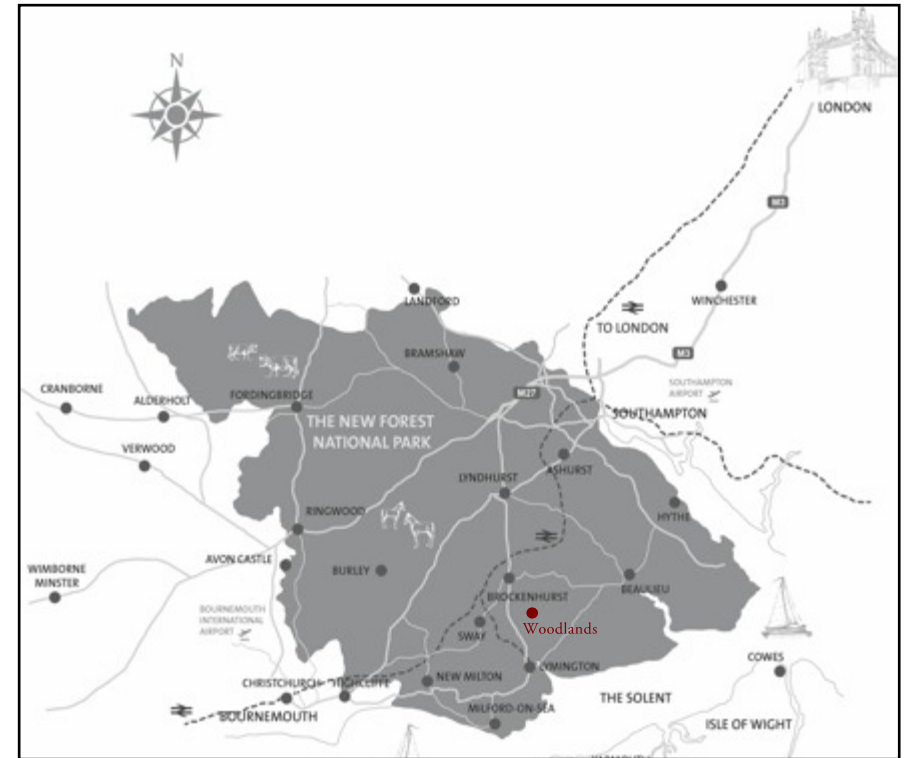 N
LONDON
M3
WINCHESTER
TO LONDON
LANDFORD
BRAMSHAW
M3
SOUTHAMPTON
AIRPORT
M27
CRANBORNE
ALDERHOLT
FORDINGBRIDGE
SOUTHAMPTON
THE NEW FOREST
NATIONAL PARK
VERWOOD
LYNDHURST
ASHURST
RINGWOOD
HYTHE
AVON CASTLE
WIMBORNE
MINSTER
BURLEY
BEAULIEU
BROCKENHURST
BOURNEMOUTH
INTERNATIONAL
AIRPORT
SWAY
Woodlands
COWES
LYMINGTON
NEW MILTON
CHRISTCHURCH
HIGHCLIFFE
THE SOLENT
MILFORD-ON-SEA
BOURNEMOUTH
ISLE OF WIGHT